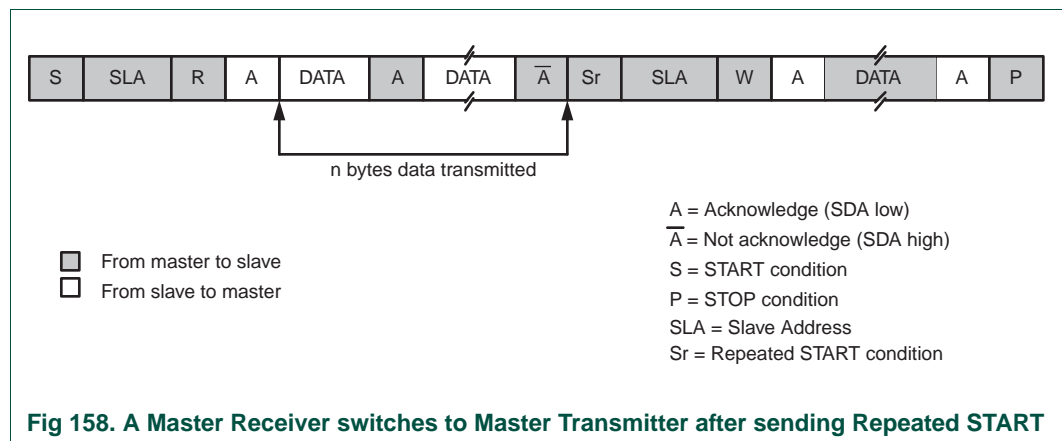 S SLA R A DATA A DATA A̅ Sr SLA W A DATA A P
n bytes data transmitted
A = Acknowledge (SDA low)
A̅ = Not acknowledge (SDA high)
S = START condition
P = STOP condition
SLA = Slave Address
Sr = Repeated START condition
From master to slave
From slave to master
Fig 158. A Master Receiver switches to Master Transmitter after sending Repeated START